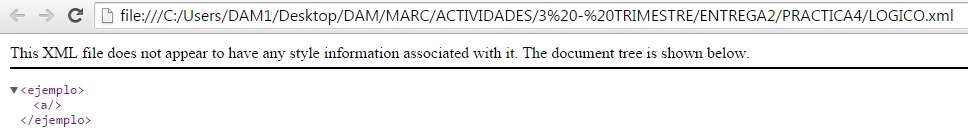 file:///C:/Users/DAM1/Desktop/DAM/MARC/ACTIVIDADES/3%20-%20TRIMESTRE/ENTREGA2/PRACTICA4/LOGICO.xml
This XML file does not appear to have any style information associated with it. The document tree is shown below.
▼<ejemplo>
<a/>
</ejemplo>